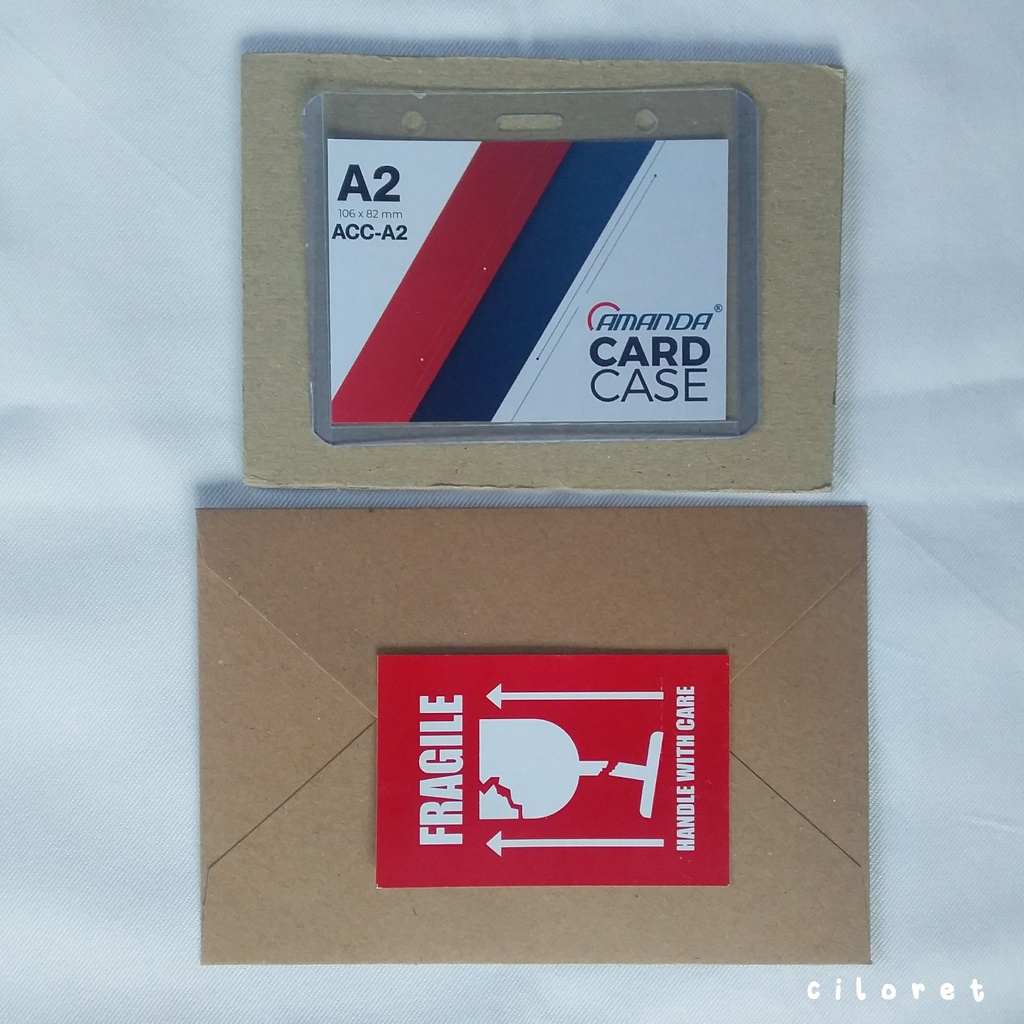 A2
106 x 82 mm
ACC-A2
AMANDA®
CARD
CASE
FRAGILE
HANDLE WITH CARE
ciloret